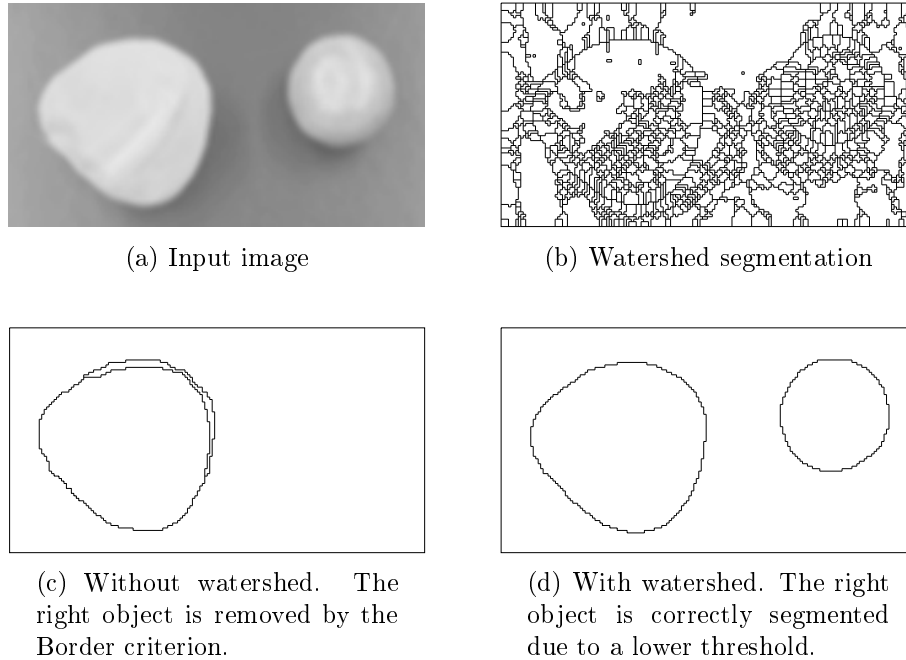 (a) Input image
(b) Watershed segmentation
(c) Without watershed. The
right object is removed by the
Border criterion.
(d) With watershed. The right
object is correctly segmented
due to a lower threshold.